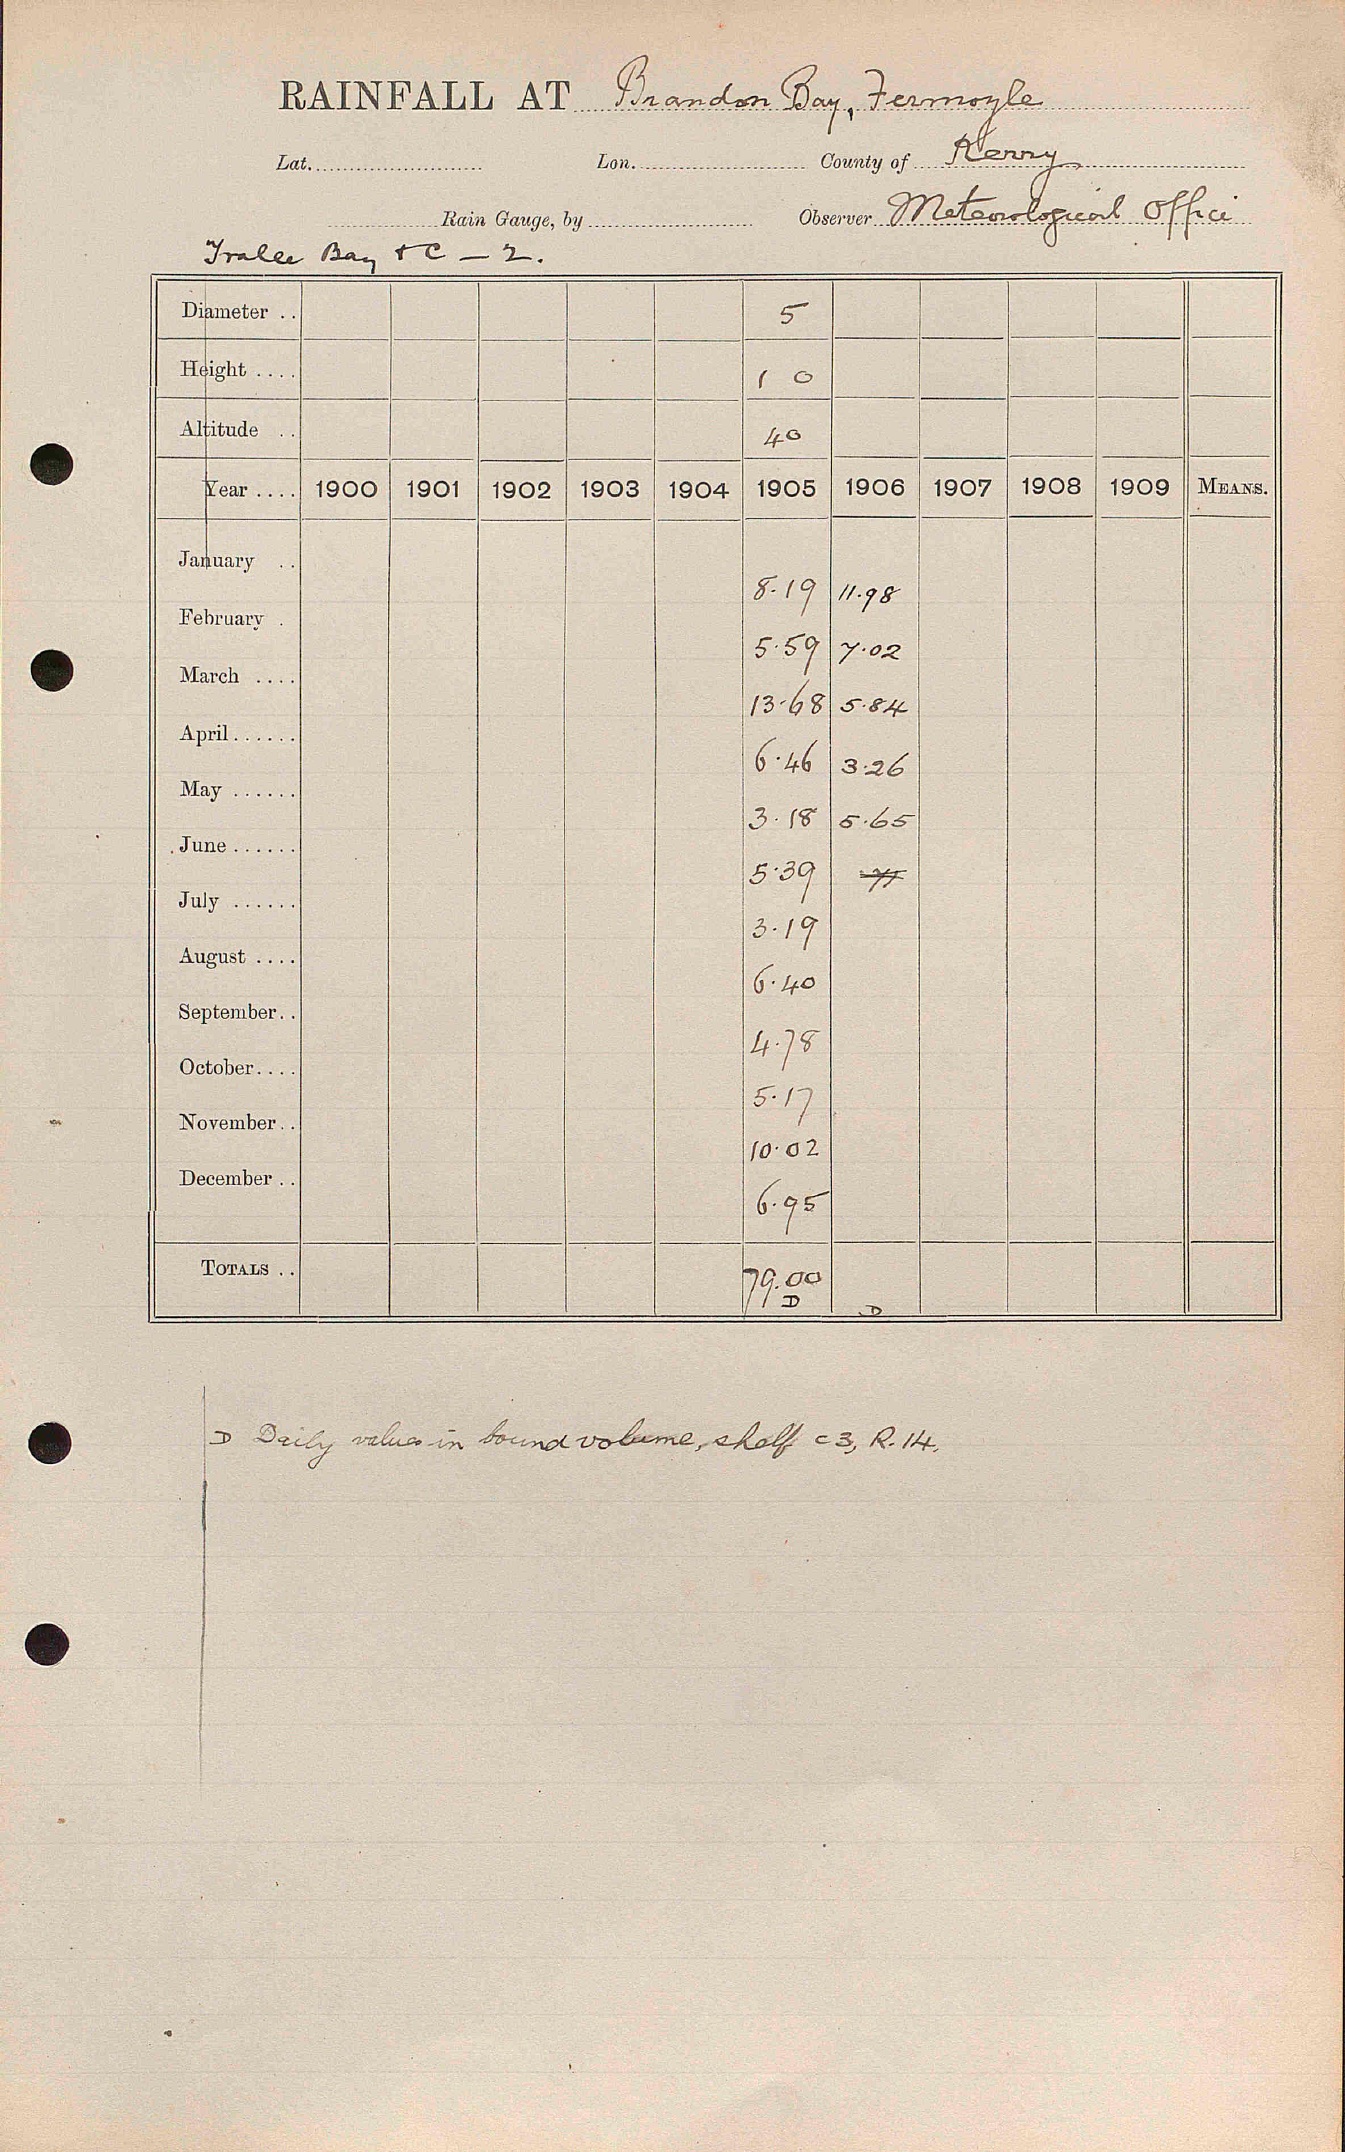 RAINFALL AT Brandon Bay, Fermoyle
Lat. Lon. County of Kerry
Rain Gauge, by Observer Meteorological Office
Tralee Bay & C — 2.
Diameter .. 5
Height .... 1 0
Altitude .. 40
Year .... 1900 1901 1902 1903 1904 1905 1906 1907 1908 1909 MEANS.
January .. 8.19 11.98
February . 5.59 7.02
March .... 13.68 5.84
April...... 6.46 3.26
May ...... 3.18 5.65
June ...... 5.39
July ...... 3.19
August .... 6.40
September.. 4.78
October.... 5.17
November.. 10.02
December .. 6.95
TOTALS .. 79.00
D D
D Daily values in bound volume, shelf c3, R.14.